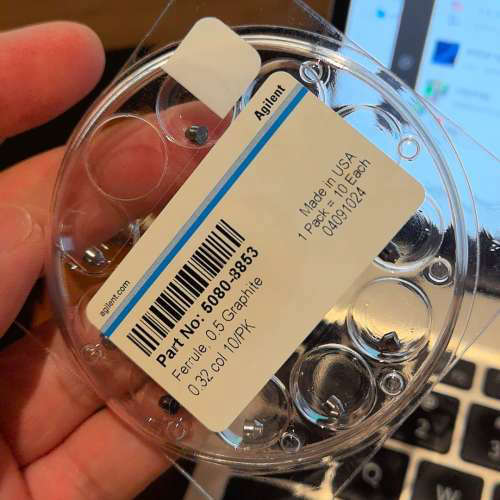 Agilent
Made in USA
1 Pack = 10 Each
04091024
agilent.com
Part No: 5080-8853
Ferrule, 0.5 Graphite
0.32 col 10/PK